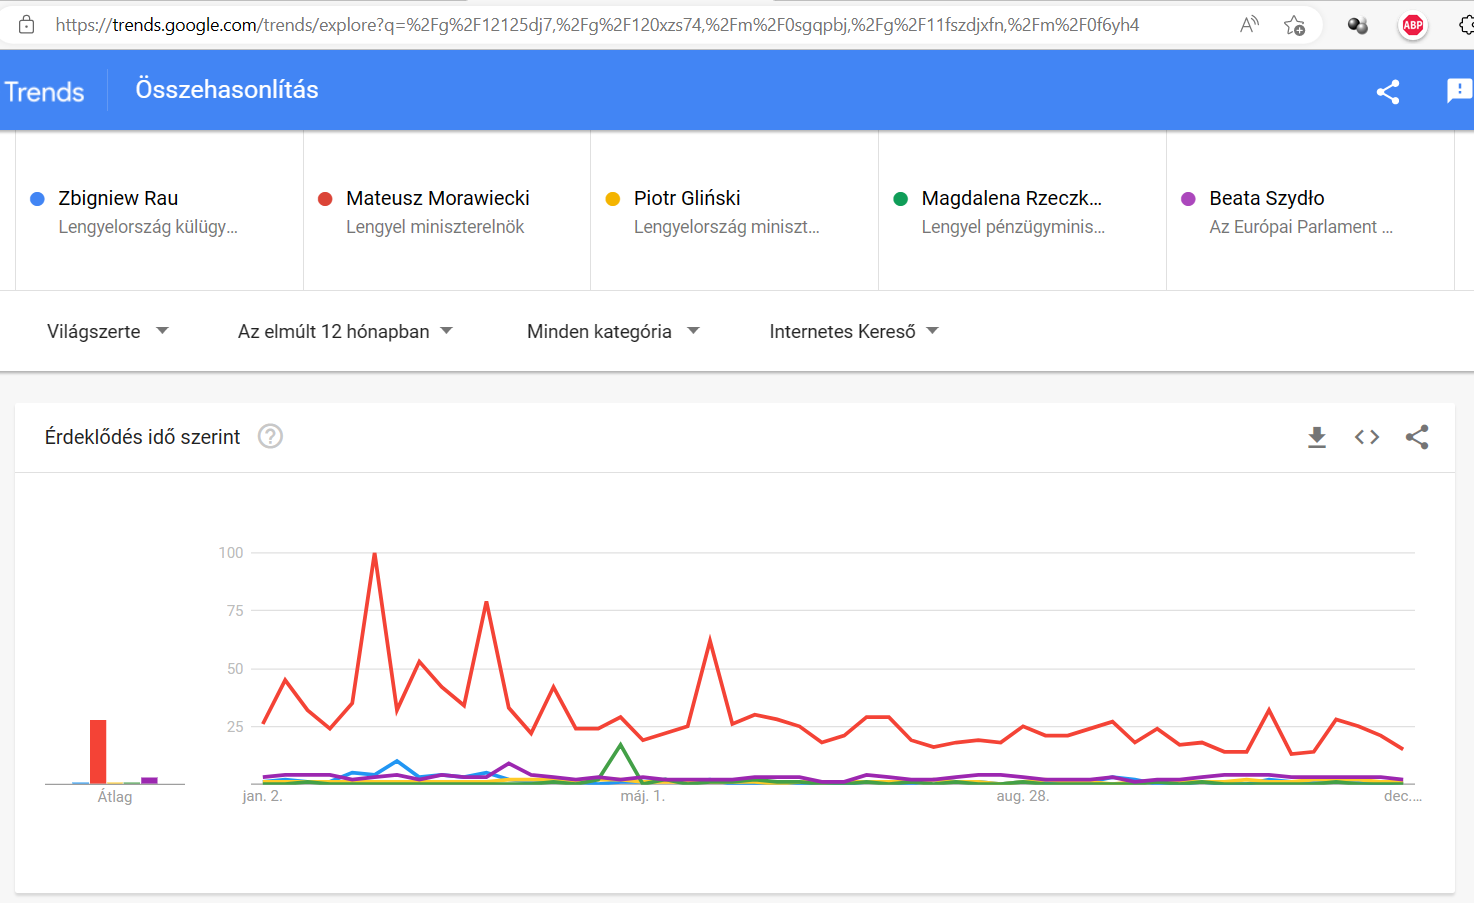 https://trends.google.com/trends/explore?q=%2Fg%2F12125dj7,%2Fg%2F120xzs74,%2Fm%2F0sgqpbj,%2Fg%2F11fszdjxfn,%2Fm%2F0f6yh4
ABP
Trends
Összehasonlítás
Zbigniew Rau
Lengyelország külügy...
Mateusz Morawiecki
Lengyel miniszterelnök
Piotr Gliński
Lengyelország miniszt...
Magdalena Rzeczk...
Lengyel pénzügyminis...
Beata Szydło
Az Európai Parlament ...
Világszerte
Az elmúlt 12 hónapban
Minden kategória
Internetes Kereső
Érdeklődés idő szerint
?
100
75
50
25
Átlag
jan. 2.
máj. 1.
aug. 28.
dec.…